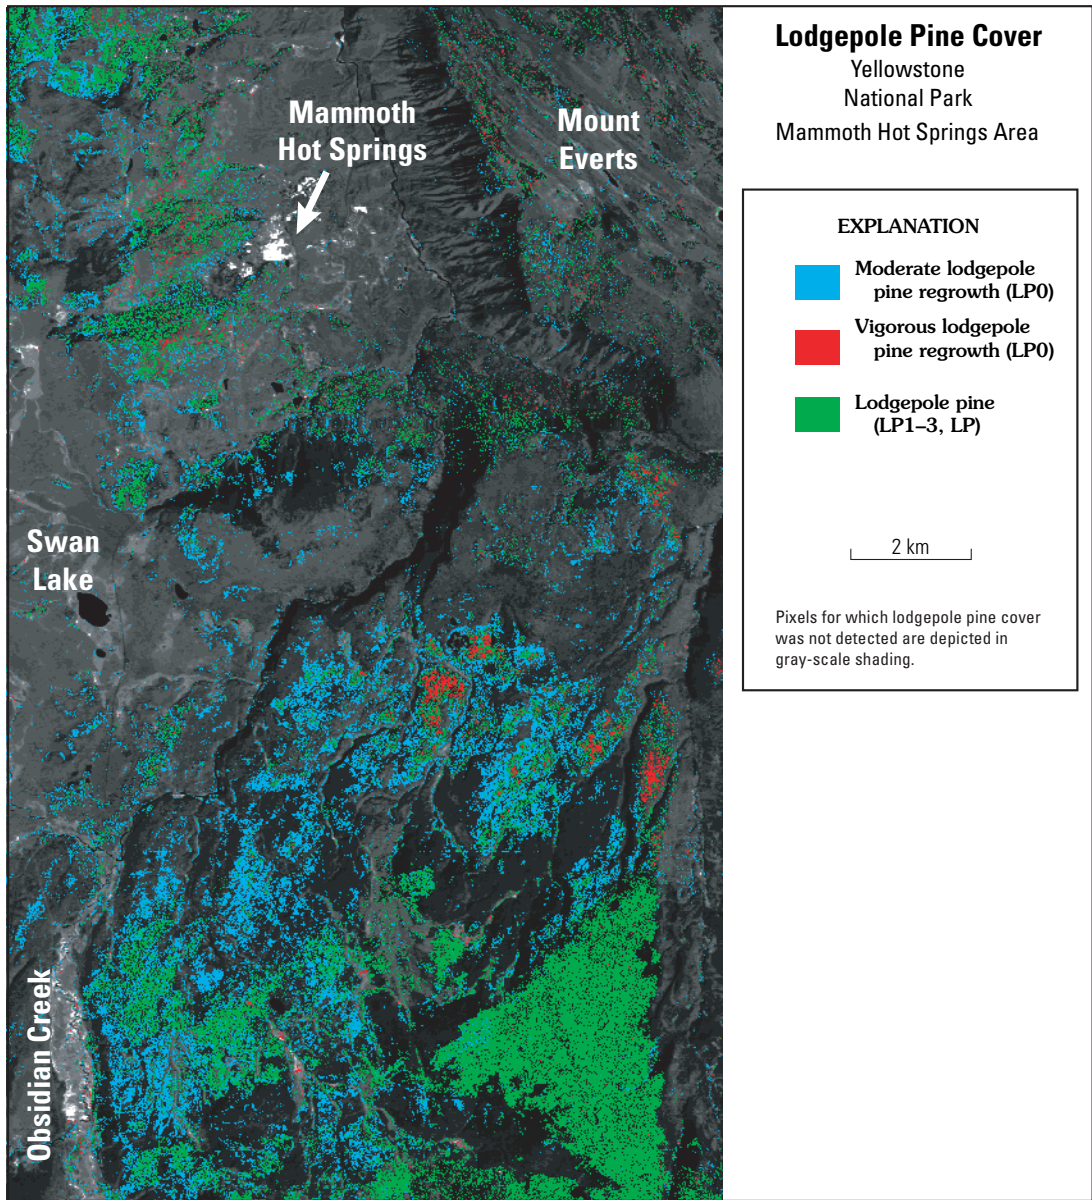 Lodgepole Pine Cover
Yellowstone
National Park
Mammoth Hot Springs Area
Mammoth
Hot Springs
Mount
Everts
Swan
Lake
Obsidian Creek
EXPLANATION
Moderate lodgepole
pine regrowth (LP0)
Vigorous lodgepole
pine regrowth (LP0)
Lodgepole pine
(LP1–3, LP)
2 km
Pixels for which lodgepole pine cover
was not detected are depicted in
gray-scale shading.